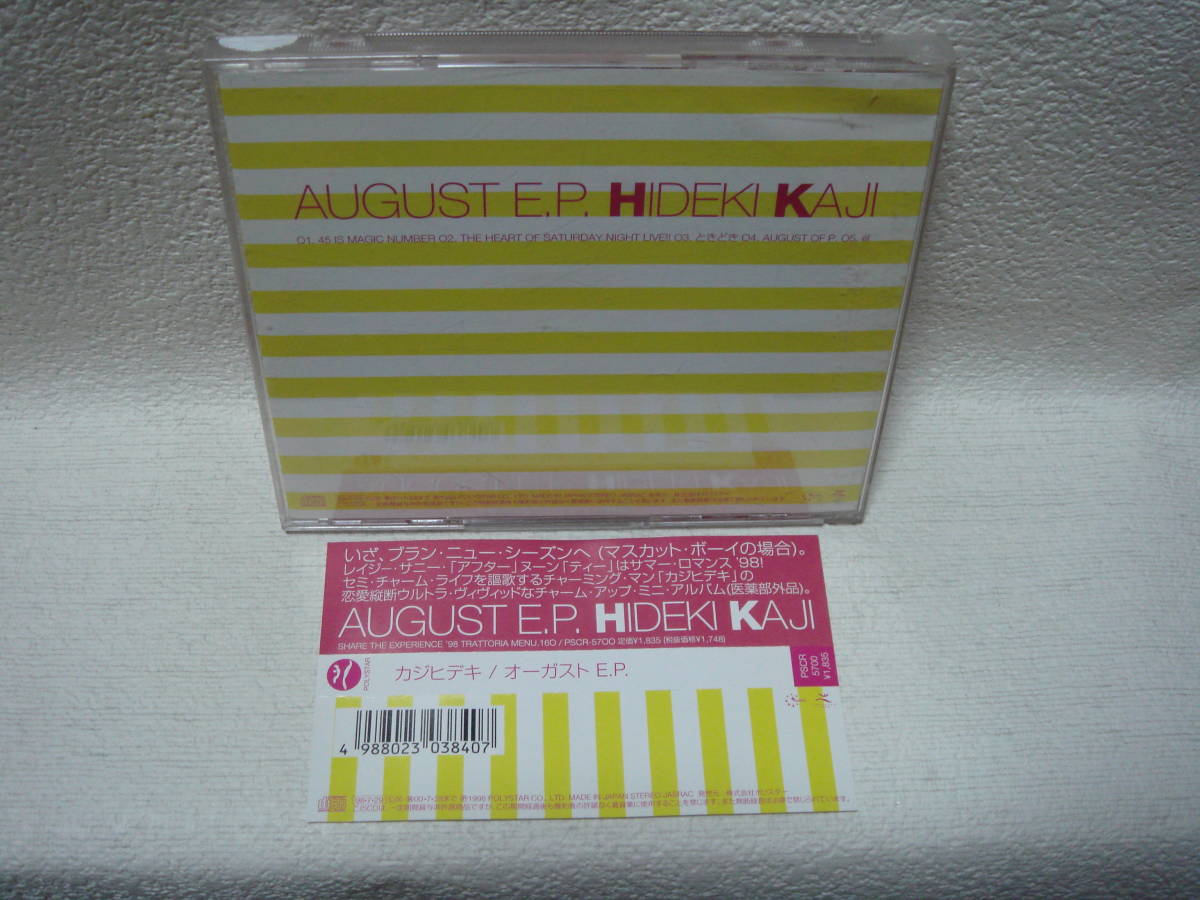 AUGUST E.P. HIDEKI KAJI
01. 45 IS MAGIC NUMBER 02. THE HEART OF SATURDAY NIGHT LIVE!! 03. ときどき 04. AUGUST OF P. 05.
いざ、ブラン・ニュー・シーズンへ (マスカット・ボーイの場合)。
レイジー・サニー・「アフター」ヌーン「ティー」はサマー・ロマンス '98!
セミ・チャーム・ライフを謳歌するチャーミング・マン「カジヒデキ」の
恋愛縦断ウルトラ・ヴィヴィッドなチャーム・アップ・ミニ・アルバム(医薬部外品)。
AUGUST E.P. HIDEKI KAJI
SHARE THE EXPERIENCE '98 TRATTORIA MENU.160 / PSCR-5700 定価¥1,835 (税抜価格¥1,748)
POLYSTAR
カジヒデキ / オーガスト E.P.
PSCR
5700
¥1,835
4 988023 038407
1998 POLYSTAR CO., LTD. MADE IN JAPAN STEREO JASRAC 発売元 株式会社ポリスター